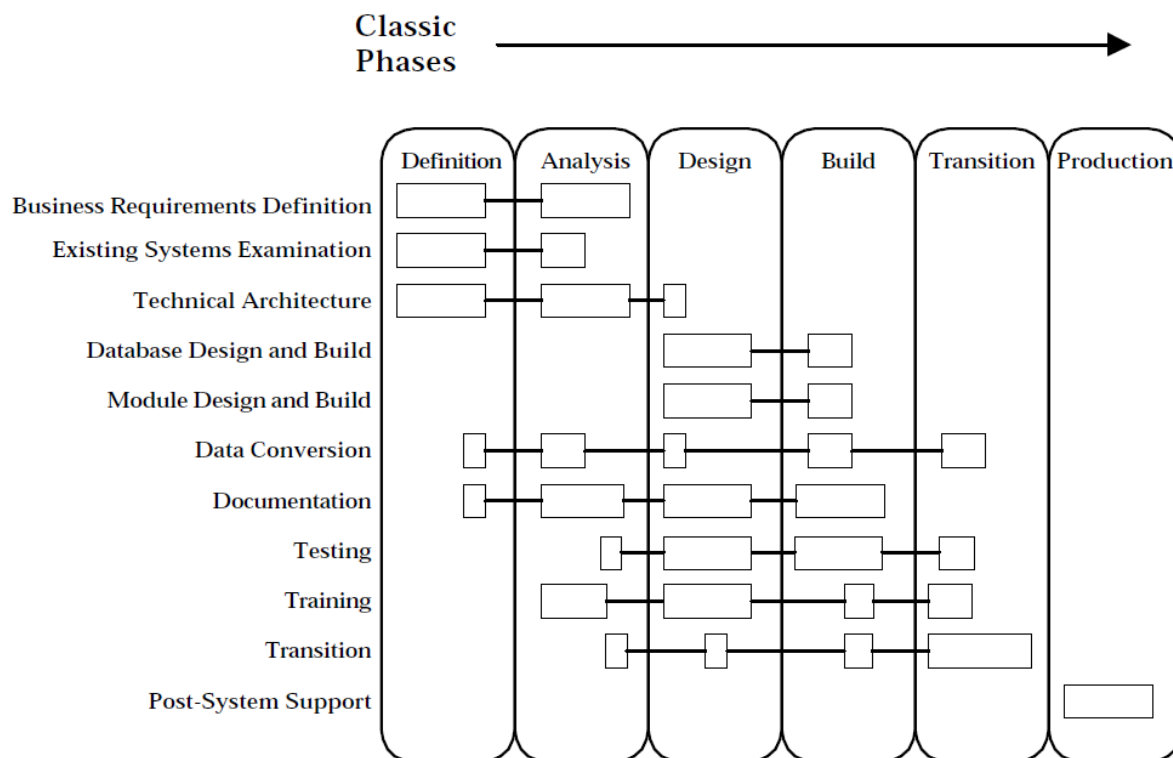 Classic
Phases
Definition Analysis Design Build Transition Production
Business Requirements Definition
Existing Systems Examination
Technical Architecture
Database Design and Build
Module Design and Build
Data Conversion
Documentation
Testing
Training
Transition
Post-System Support